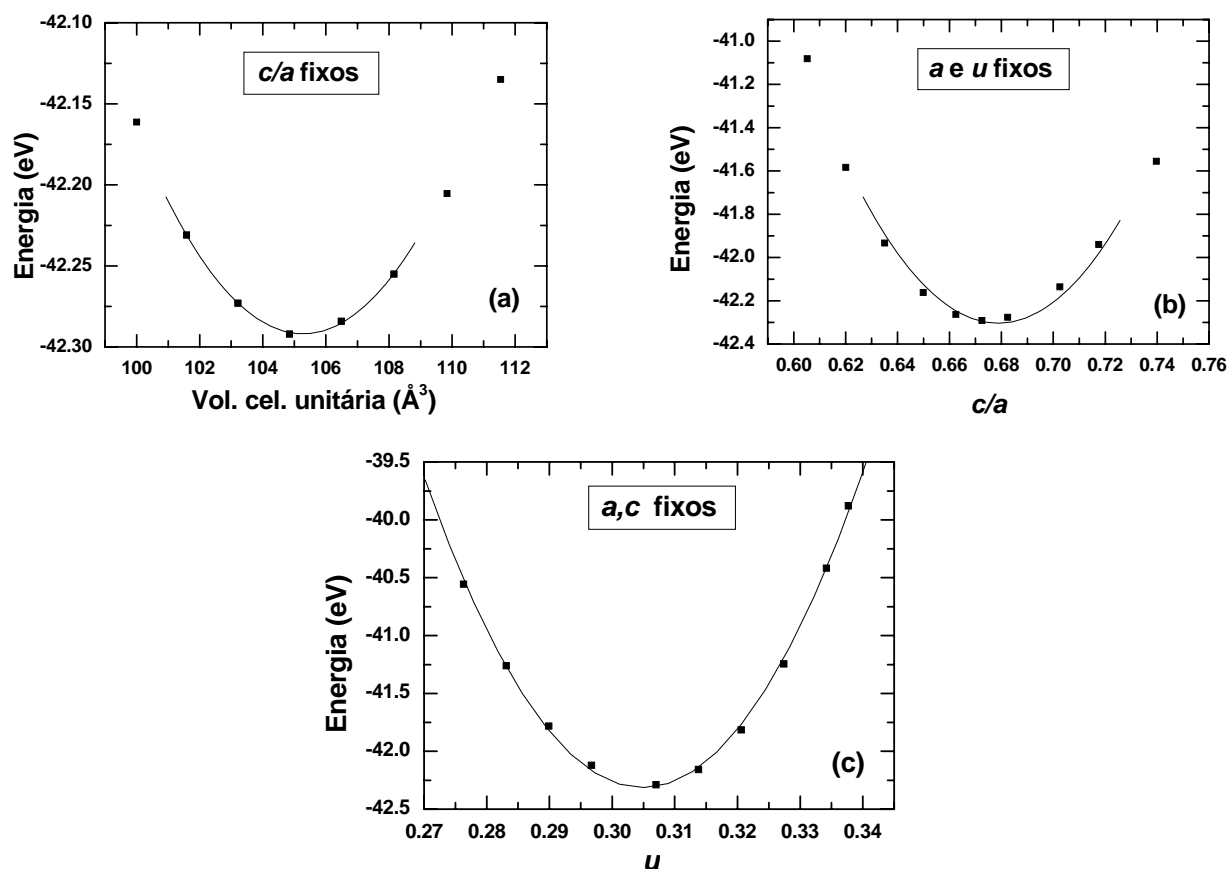 -42.10
-42.15
-42.20
-42.25
-42.30
Energia (eV)
c/a fixos
(a)
100 102 104 106 108 110 112
Vol. cel. unitária (Å³)
-41.0
-41.2
-41.4
-41.6
-41.8
-42.0
-42.2
-42.4
Energia (eV)
a e u fixos
(b)
0.60 0.62 0.64 0.66 0.68 0.70 0.72 0.74 0.76
c/a
-39.5
-40.0
-40.5
-41.0
-41.5
-42.0
-42.5
Energia (eV)
a,c fixos
(c)
0.27 0.28 0.29 0.30 0.31 0.32 0.33 0.34
u